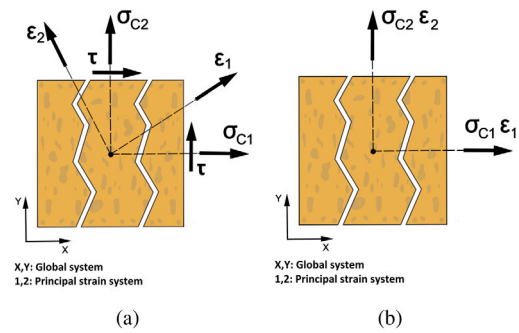 ε2 σC2 ε1
τ
σC1
τ
Y
X
X,Y: Global system
1,2: Principal strain system
(a)
σC2 ε2
σC1 ε1
Y
X
X,Y: Global system
1,2: Principal strain system
(b)